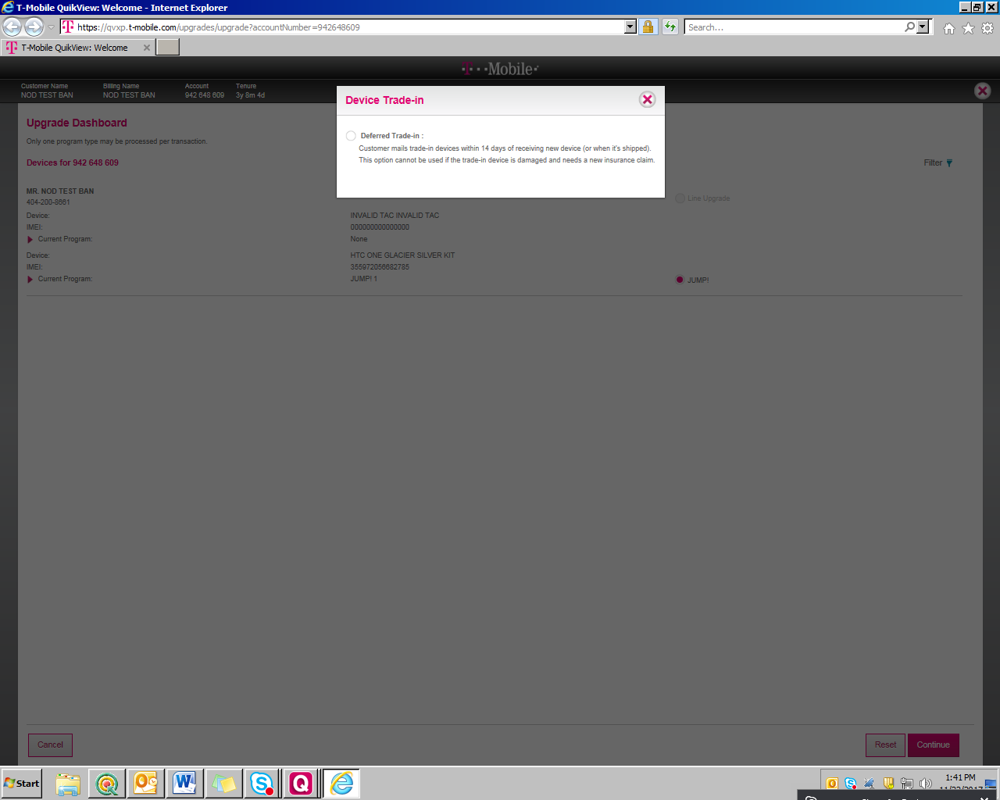 T-Mobile QuikView: Welcome - Internet Explorer
https://qvxp.t-mobile.com/upgrades/upgrade?accountNumber=942648609
Search...
T-Mobile QuikView: Welcome
T··Mobile·
Customer Name Billing Name Account Tenure
NOD TEST BAN NOD TEST BAN 942 648 609 3y 8m 4d
Device Trade-in
Deferred Trade-in :
Customer mails trade-in devices within 14 days of receiving new device (or when it's shipped).
This option cannot be used if the trade-in device is damaged and needs a new insurance claim.
Upgrade Dashboard
Only one program type may be processed per transaction.
Devices for 942 648 609 Filter
MR. NOD TEST BAN
404-200-8661 Line Upgrade
Device: INVALID TAC INVALID TAC
IMEI: 000000000000000
Current Program: None
Device: HTC ONE GLACIER SILVER KIT
IMEI: 355972056682785
Current Program: JUMP! 1 JUMP!
Cancel Reset Continue
Start 1:41 PM